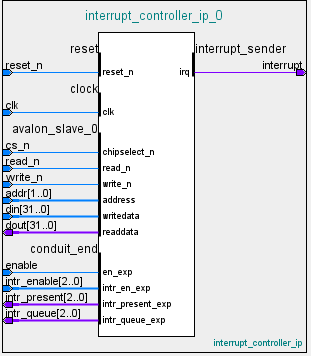 interrupt_controller_ip_0
reset interrupt_sender
reset_n reset_n irq interrupt
clock
clk clk
avalon_slave_0
cs_n chipselect_n
read_n read_n
write_n write_n
addr[1..0] address
din[31..0] writedata
dout[31..0] readdata
conduit_end
enable en_exp
intr_enable[2..0] intr_en_exp
intr_present[2..0] intr_present_exp
intr_queue[2..0] intr_queue_exp
interrupt_controller_ip